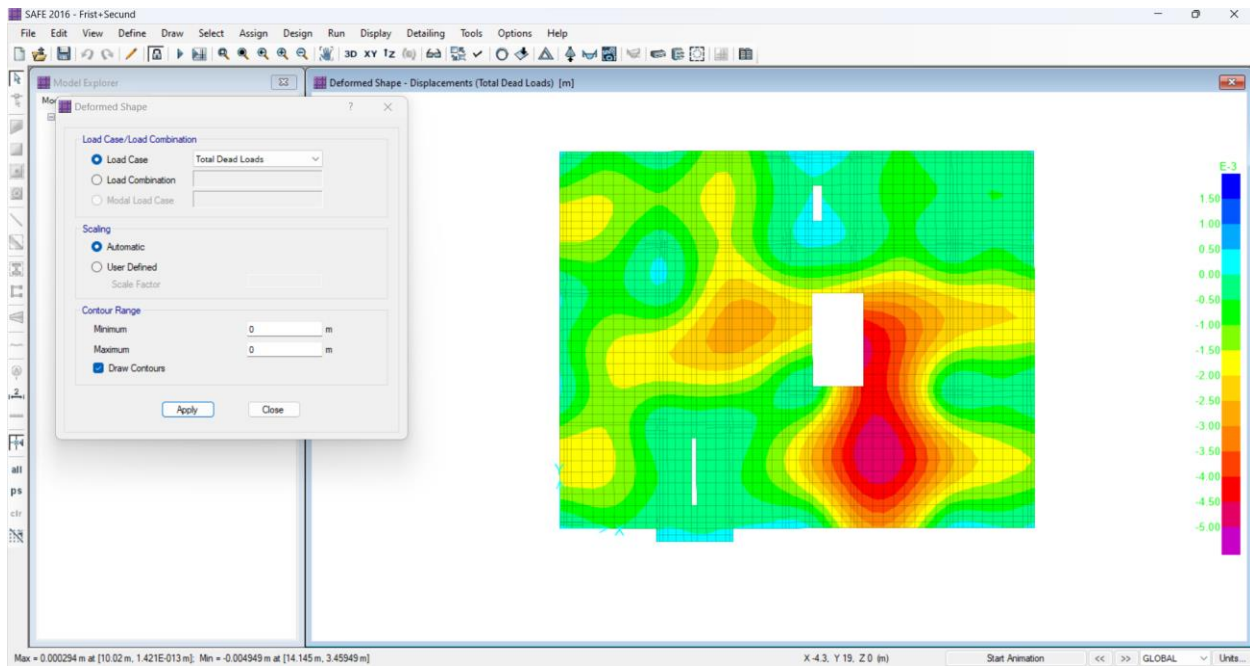 SAFE 2016 - Frist+Secund
File Edit View Define Draw Select Assign Design Run Display Detailing Tools Options Help
3D XY
Model Explorer
Deformed Shape - Displacements (Total Dead Loads) [m]
Deformed Shape ?
Load Case/Load Combination
Load Case Total Dead Loads
Load Combination
Modal Load Case
Scaling
Automatic
User Defined
Scale Factor
Contour Range
Minimum 0 m
Maximum 0 m
Draw Contours
Apply Close
all
ps
clr
Y
X
E-3
1.50
1.00
0.50
0.00
-0.50
-1.00
-1.50
-2.00
-2.50
-3.00
-3.50
-4.00
-4.50
-5.00
Max = 0.000294 m at [10.02 m, 1.421E-013 m]; Min = -0.004949 m at [14.145 m, 3.45949 m] X -4.3, Y 19, Z 0 (m) Start Animation << >> GLOBAL Units...